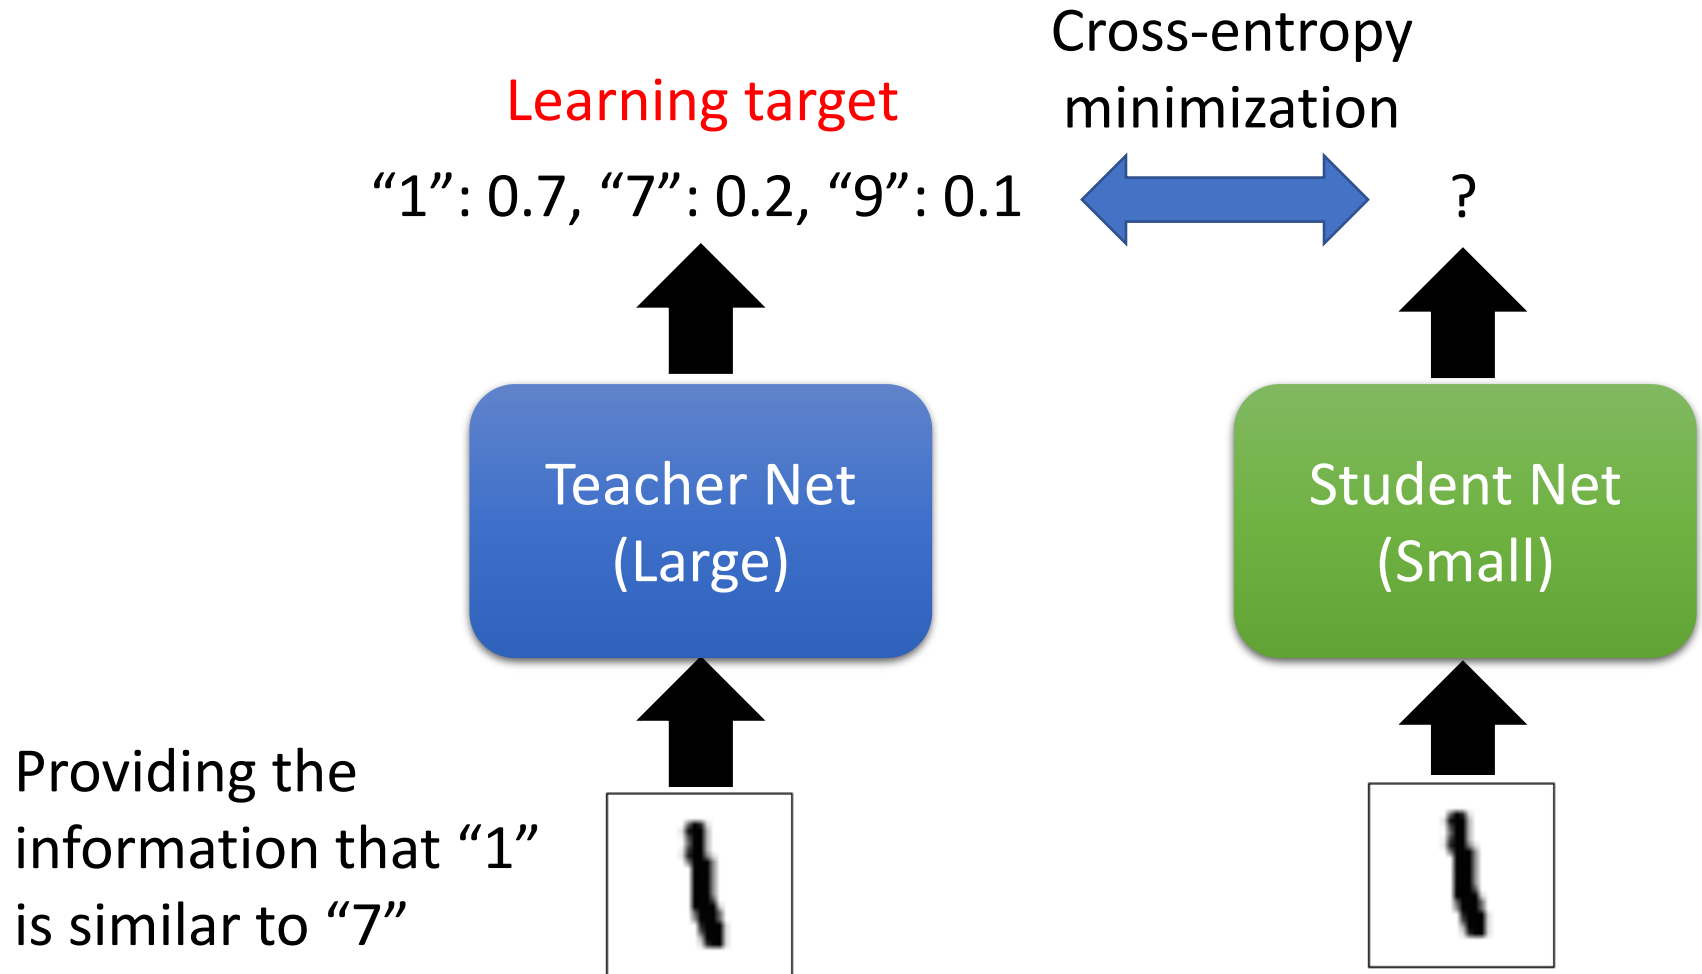 Cross-entropy
minimization
Learning target
“1”: 0.7, “7”: 0.2, “9”: 0.1
?
Teacher Net
(Large)
Student Net
(Small)
Providing the
information that “1”
is similar to “7”